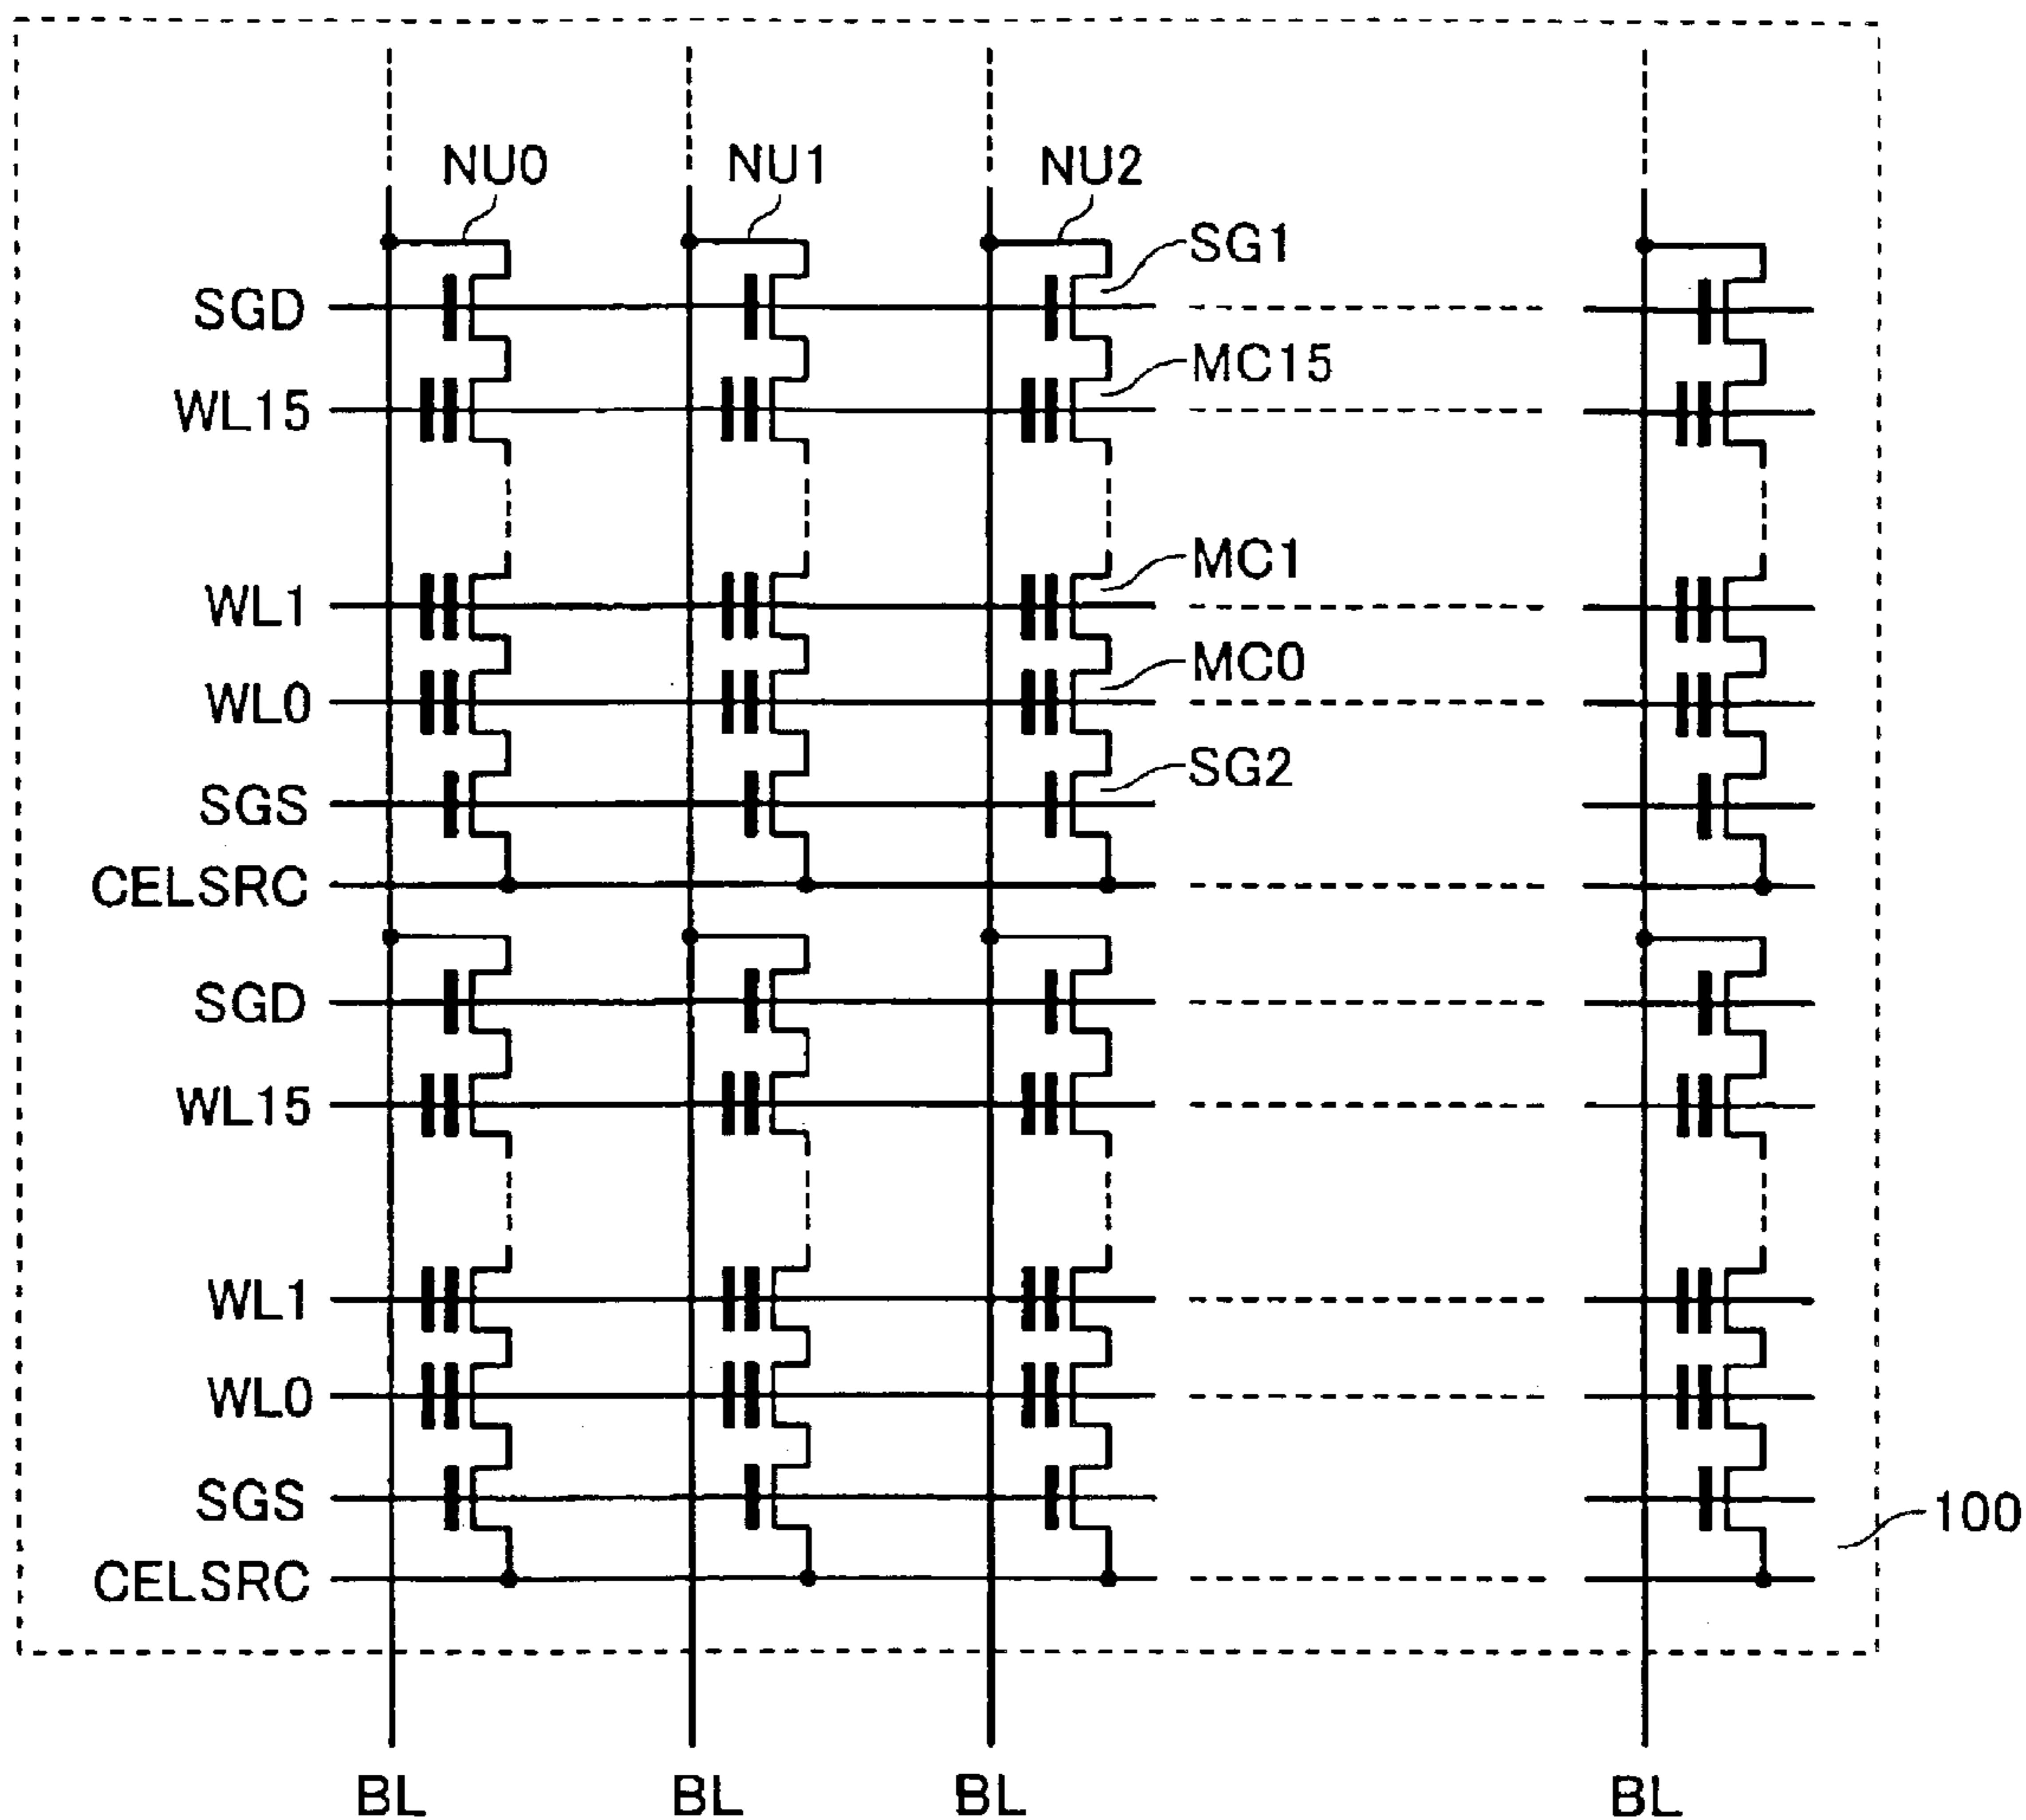 NU0 NU1 NU2
SG1
SGD
MC15
WL15
MC1
WL1
MC0
WL0
SG2
SGS
CELSRC
SGD
WL15
WL1
WL0
SGS
100
CELSRC
BL BL BL BL